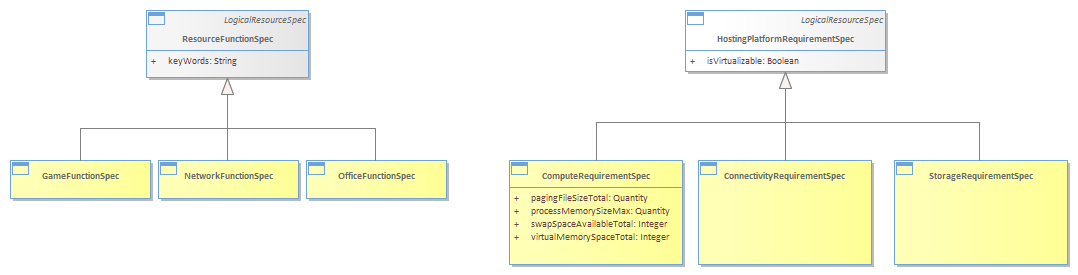 LogicalResourceSpec
ResourceFunctionSpec
+ keyWords: String
GameFunctionSpec
NetworkFunctionSpec
OfficeFunctionSpec
LogicalResourceSpec
HostingPlatformRequirementSpec
+ isVirtualizable: Boolean
ComputeRequirementSpec
+ pagingFileSizeTotal: Quantity
+ processMemorySizeMax: Quantity
+ swapSpaceAvailableTotal: Integer
+ virtualMemorySpaceTotal: Integer
ConnectivityRequirementSpec
StorageRequirementSpec